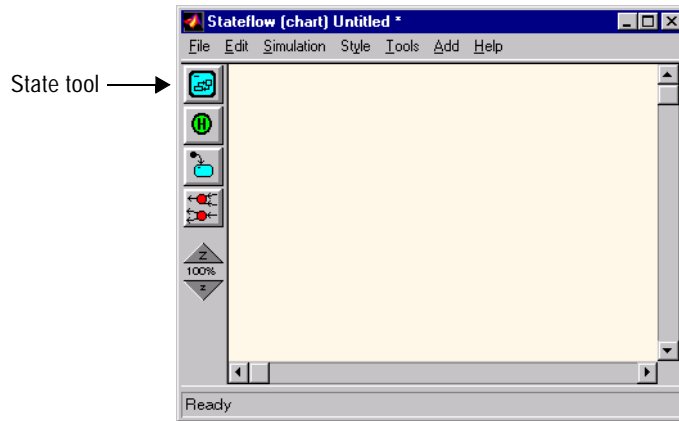 Stateflow (chart) Untitled *
File Edit Simulation Style Tools Add Help
State tool
H
Z
100%
z
Ready